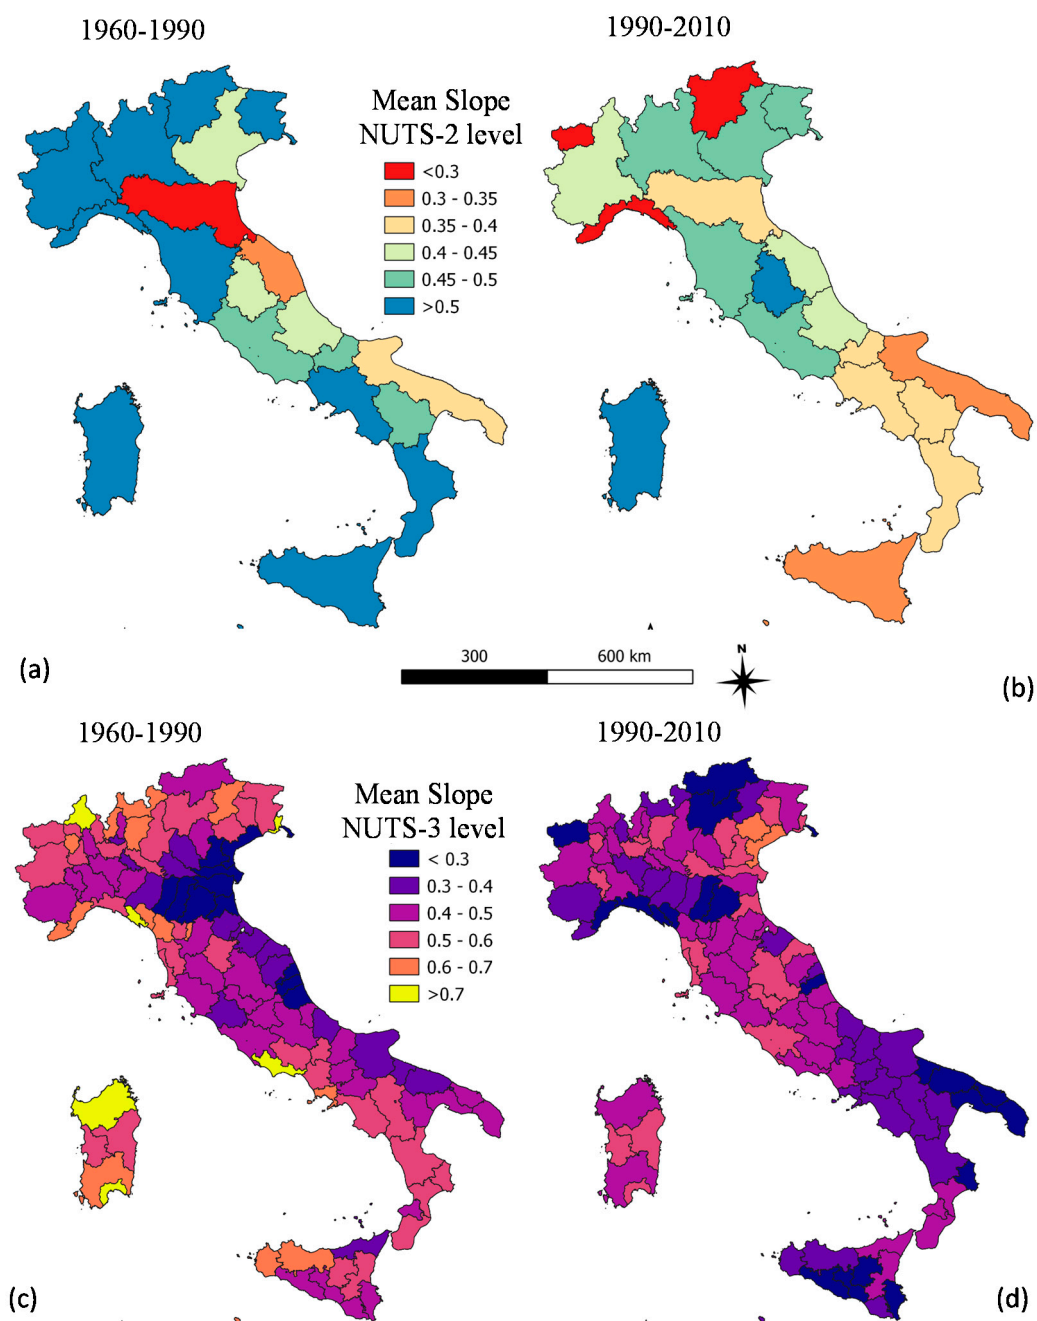 1960-1990
1990-2010
Mean Slope
NUTS-2 level
<0.3
0.3 - 0.35
0.35 - 0.4
0.4 - 0.45
0.45 - 0.5
>0.5
(a)
300
600 km
N
(b)
1960-1990
1990-2010
Mean Slope
NUTS-3 level
< 0.3
0.3 - 0.4
0.4 - 0.5
0.5 - 0.6
0.6 - 0.7
>0.7
(c)
(d)